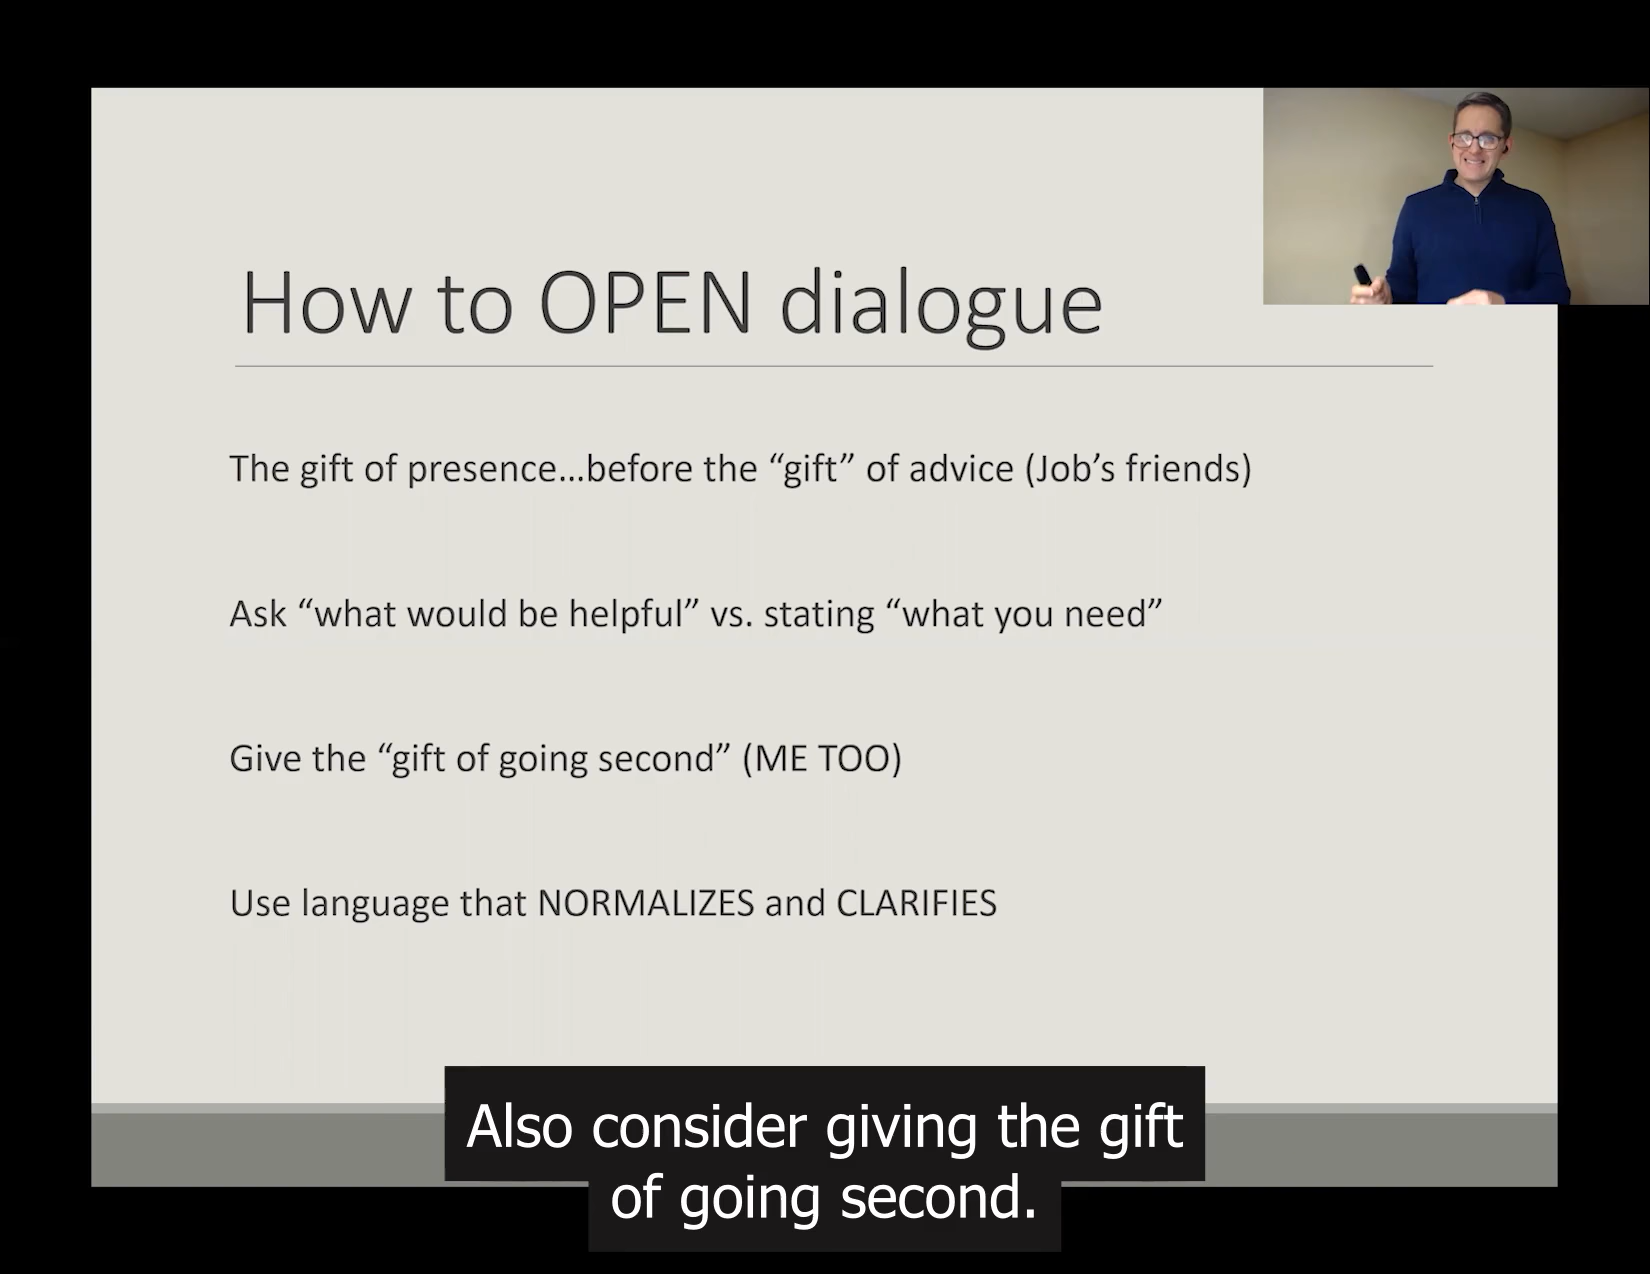 How to OPEN dialogue
The gift of presence...before the “gift” of advice (Job’s friends)
Ask “what would be helpful” vs. stating “what you need”
Give the “gift of going second” (ME TOO)
Use language that NORMALIZES and CLARIFIES
Also consider giving the gift
of going second.